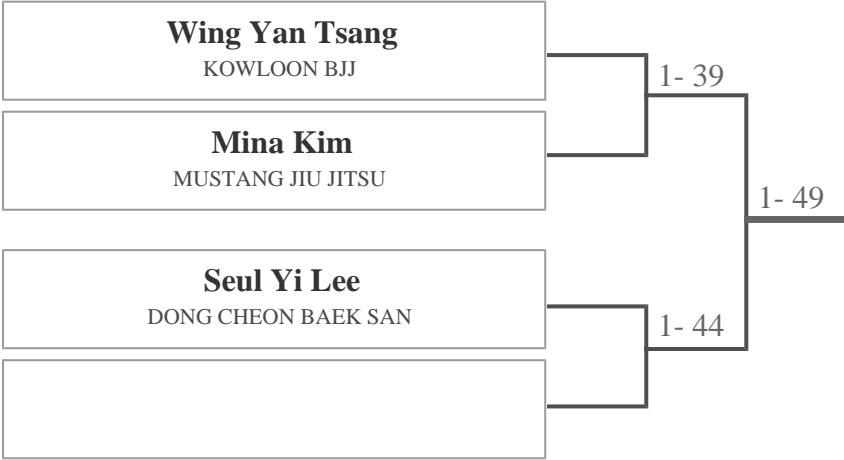 Wing Yan Tsang
KOWLOON BJJ
1- 39
Mina Kim
MUSTANG JIU JITSU
1- 49
Seul Yi Lee
DONG CHEON BAEK SAN
1- 44